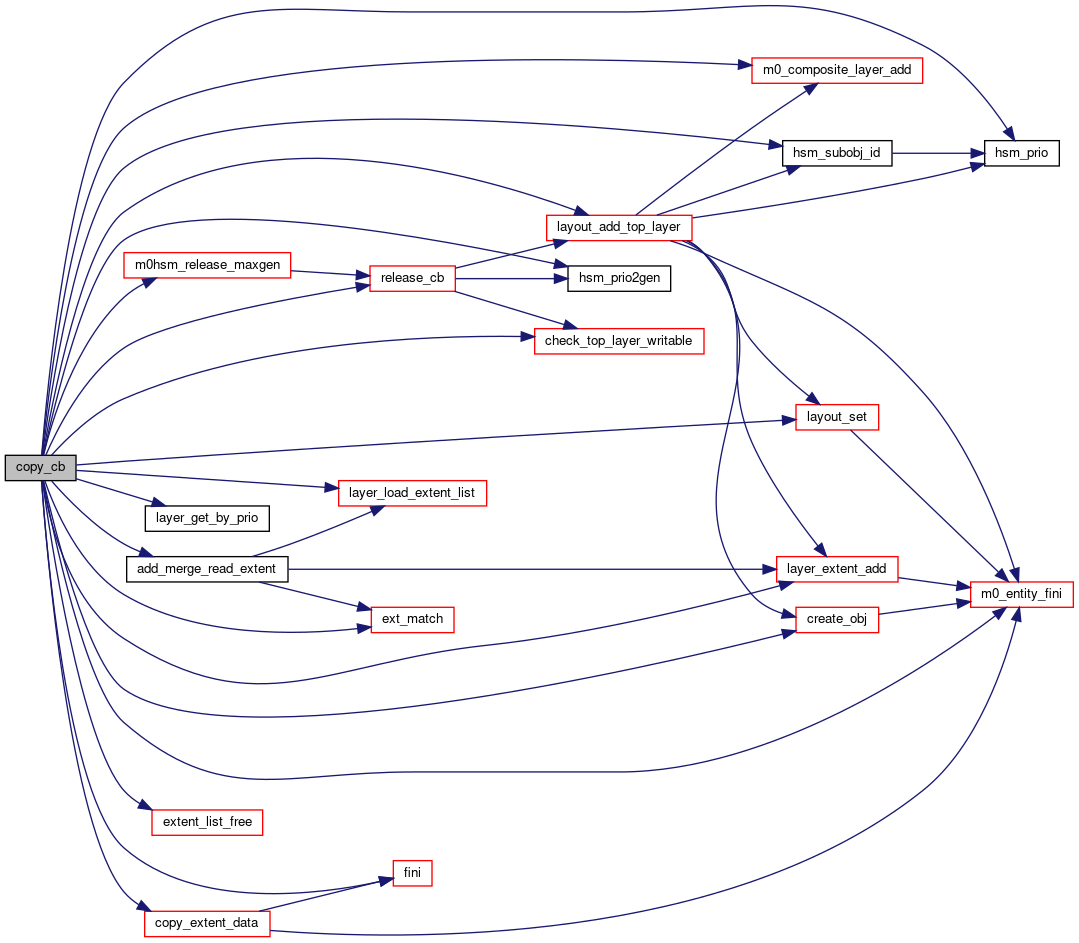 m0_composite_layer_add
hsm_subobj_id
hsm_prio
layout_add_top_layer
m0hsm_release_maxgen
release_cb
hsm_prio2gen
check_top_layer_writable
layout_set
copy_cb
layer_load_extent_list
layer_get_by_prio
add_merge_read_extent
layer_extent_add
m0_entity_fini
ext_match
create_obj
extent_list_free
fini
copy_extent_data